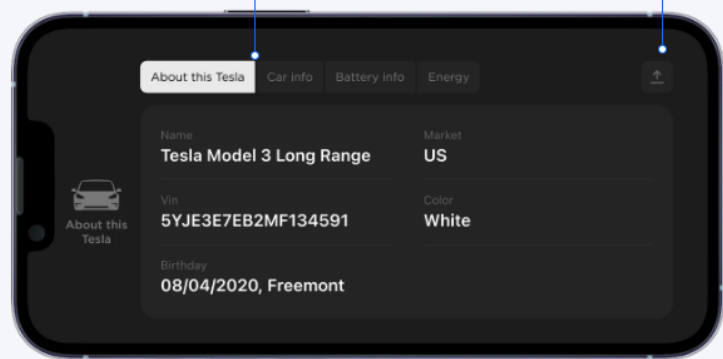 About this Tesla
Car info
Battery info
Energy
Name
Tesla Model 3 Long Range
Market
US
Vin
5YJE3E7EB2MF134591
Color
White
Birthday
08/04/2020, Freemont
About this
Tesla